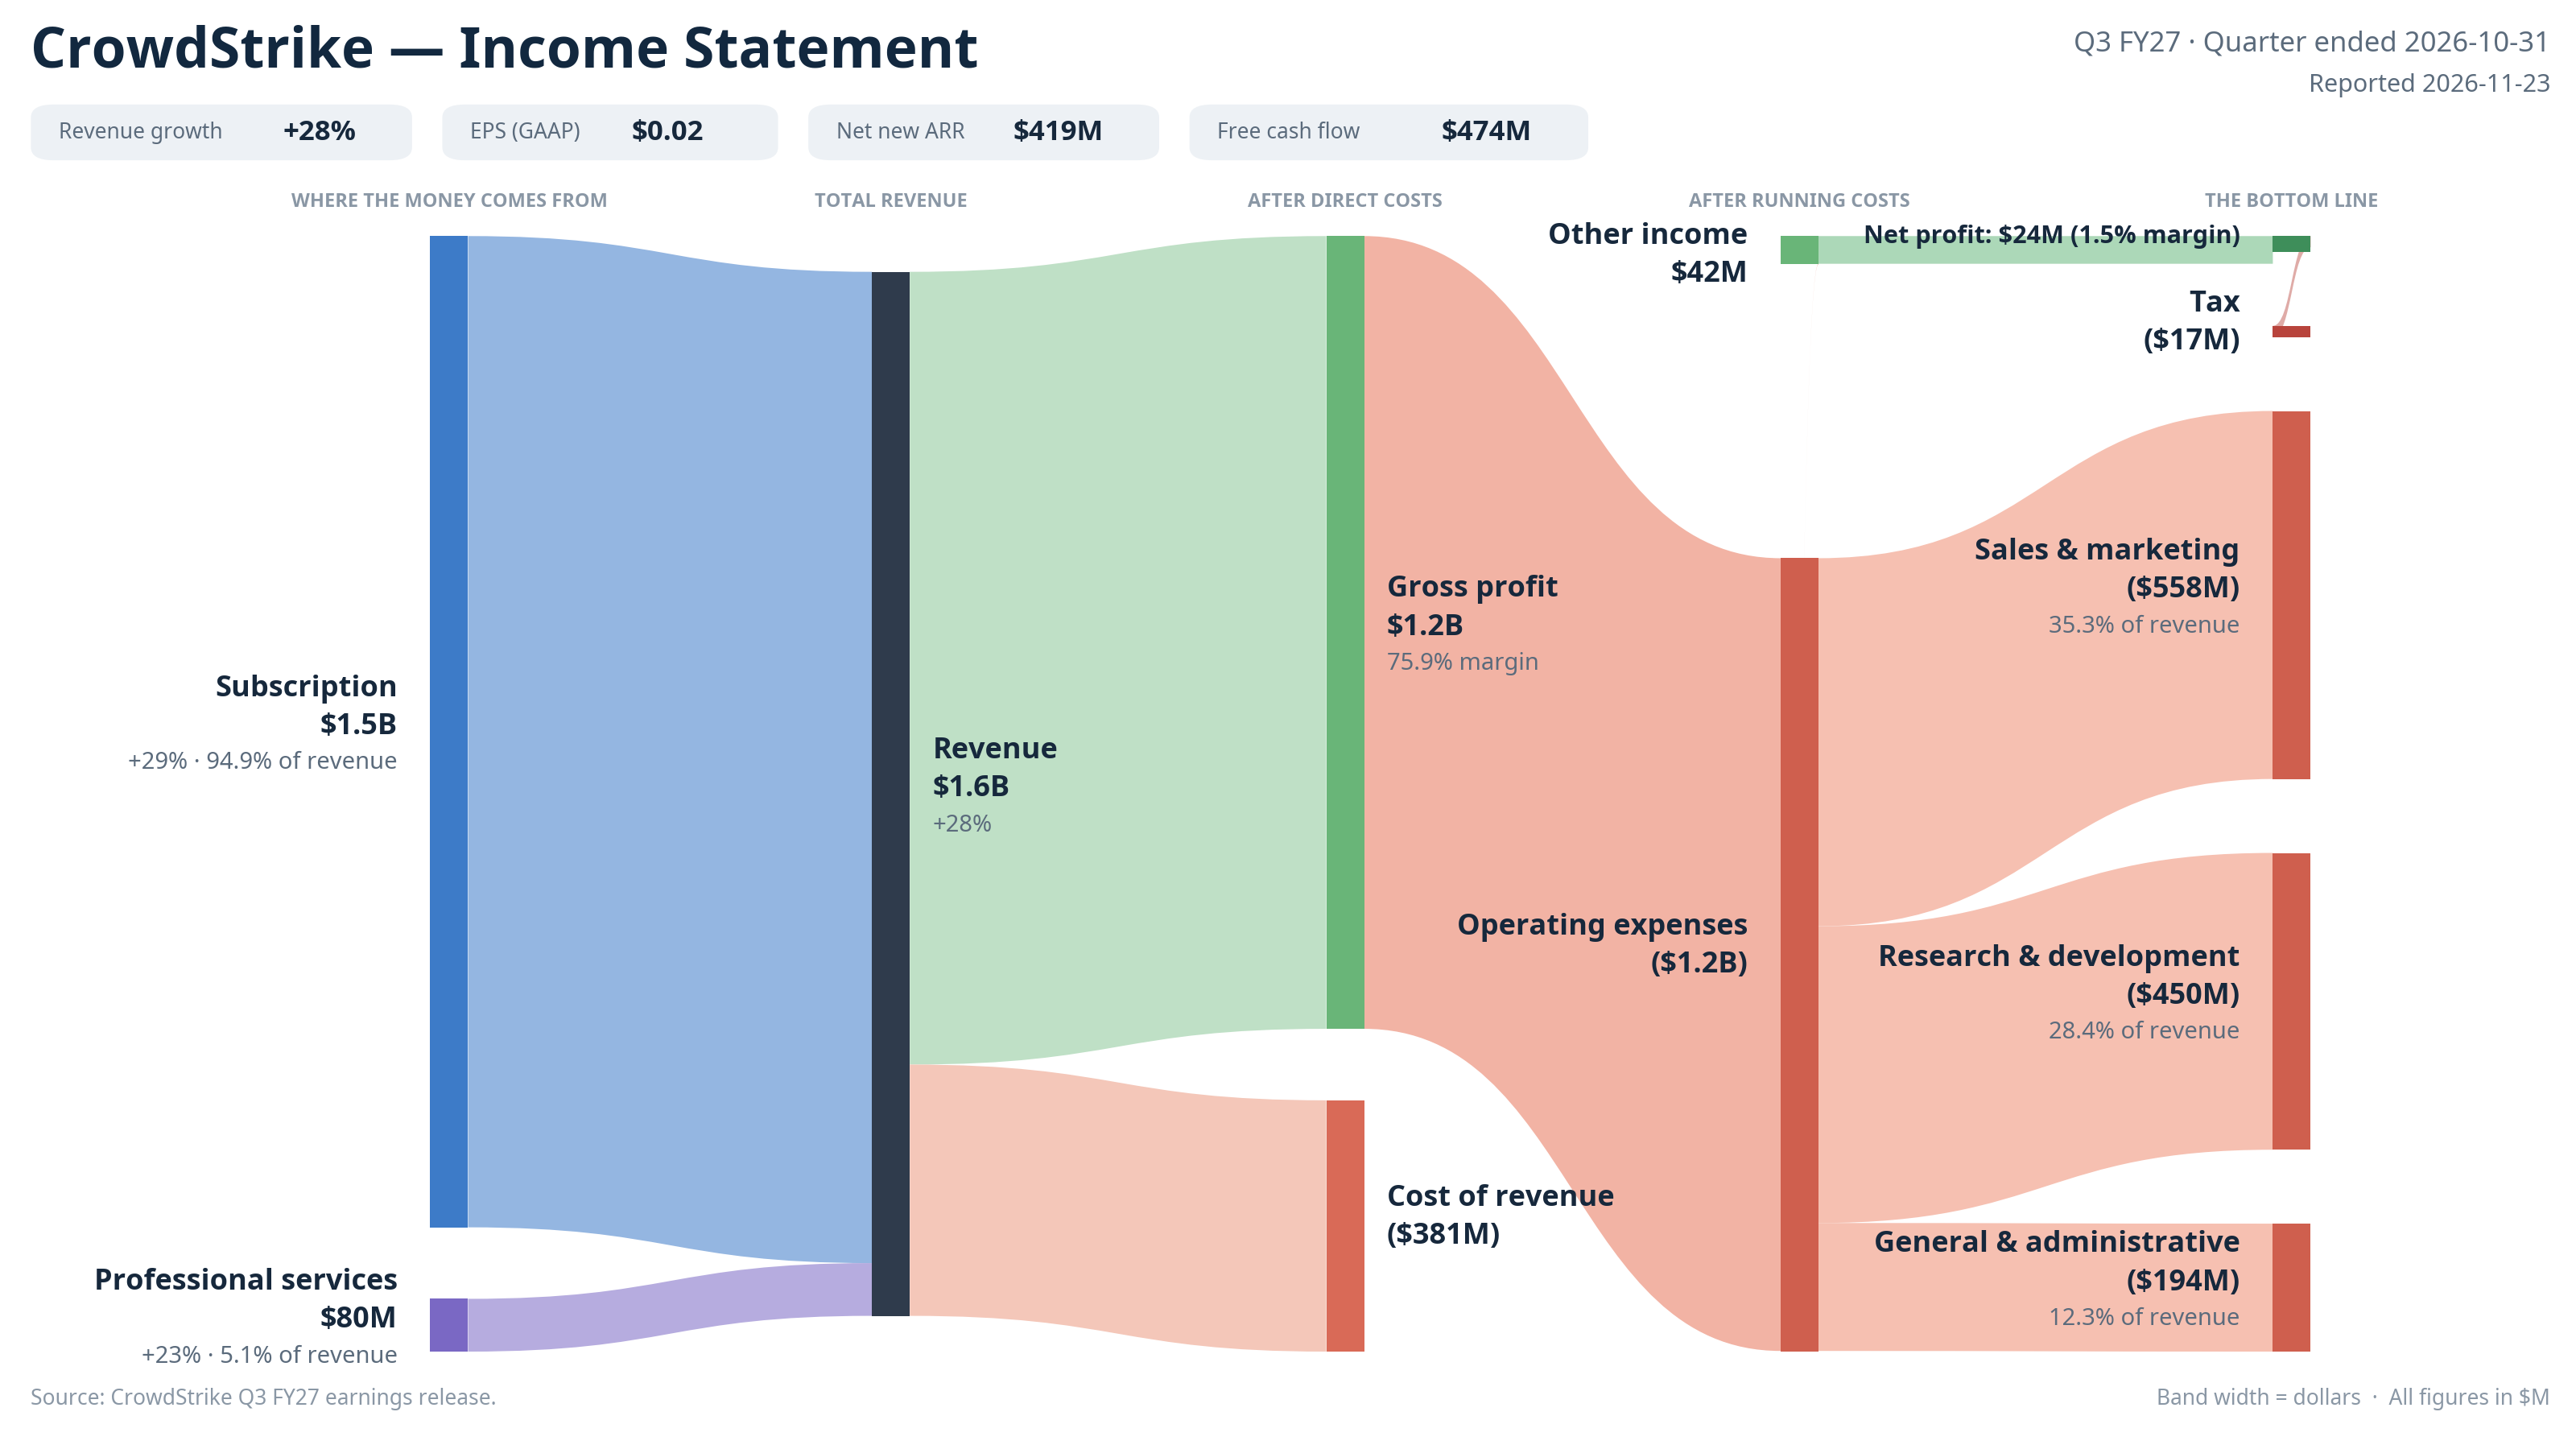 CrowdStrike — Income Statement
Q3 FY27 · Quarter ended 2026-10-31
Reported 2026-11-23
Revenue growth +28%
EPS (GAAP) $0.02
Net new ARR $419M
Free cash flow $474M
WHERE THE MONEY COMES FROM
TOTAL REVENUE
AFTER DIRECT COSTS
AFTER RUNNING COSTS
THE BOTTOM LINE
Subscription
$1.5B
+29% · 94.9% of revenue
Professional services
$80M
+23% · 5.1% of revenue
Revenue
$1.6B
+28%
Gross profit
$1.2B
75.9% margin
Cost of revenue
($381M)
Other income
$42M
Operating expenses
($1.2B)
Net profit: $24M (1.5% margin)
Tax
($17M)
Sales & marketing
($558M)
35.3% of revenue
Research & development
($450M)
28.4% of revenue
General & administrative
($194M)
12.3% of revenue
Source: CrowdStrike Q3 FY27 earnings release.
Band width = dollars · All figures in $M